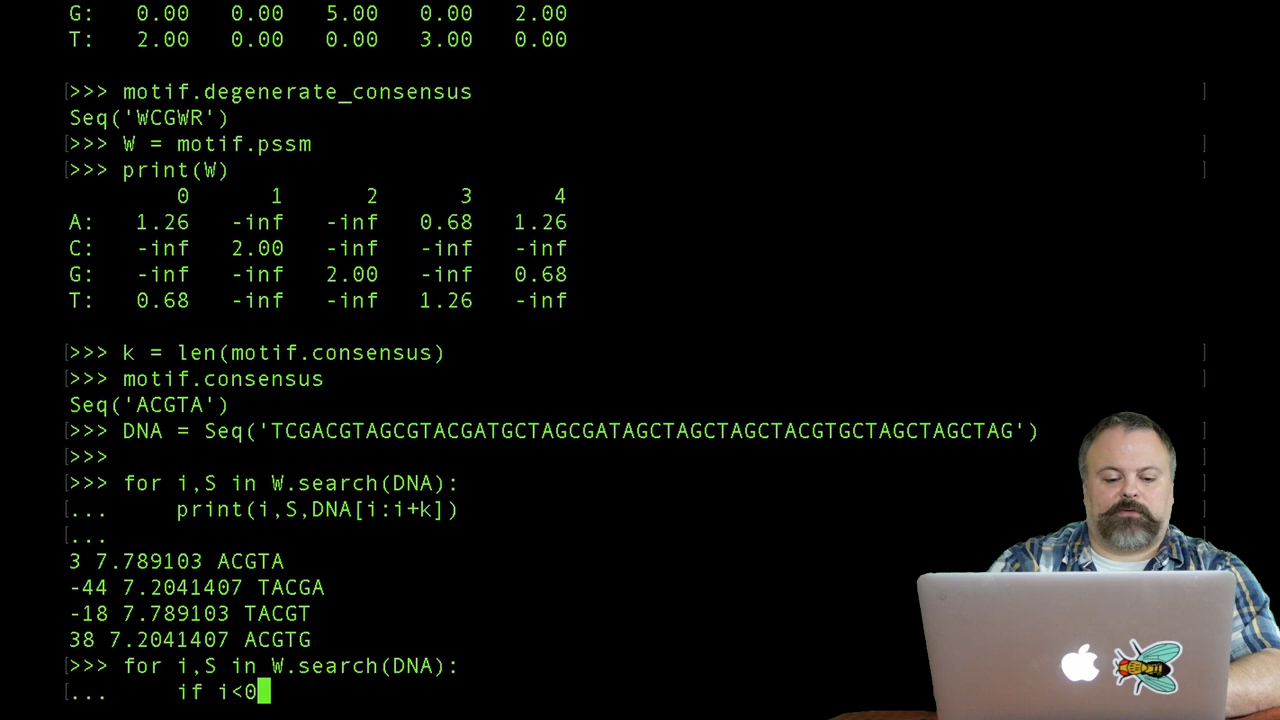 G:   0.00   0.00   5.00   0.00   2.00
T:   2.00   0.00   0.00   3.00   0.00
[>>> motif.degenerate_consensus ]
Seq('WCGWR')
[>>> W = motif.pssm ]
[>>> print(W) ]
0 1 2 3 4
A:   1.26   -inf   -inf   0.68   1.26
C:   -inf   2.00   -inf   -inf   -inf
G:   -inf   -inf   2.00   -inf   0.68
T:   0.68   -inf   -inf   1.26   -inf
[>>> k = len(motif.consensus) ]
[>>> motif.consensus ]
Seq('ACGTA')
[>>> DNA = Seq('TCGACGTAGCGTACGATGCTAGCGATAGCTAGCTAGCTACGTGCTAGCTAGCTAG') ]
[>>> ]
[>>> for i,S in W.search(DNA): ]
[...     print(i,S,DNA[i:i+k]) ]
[... ]
3 7.789103 ACGTA
-44 7.2041407 TACGA
-18 7.789103 TACGT
38 7.2041407 ACGTG
[>>> for i,S in W.search(DNA): ]
[...     if i<0